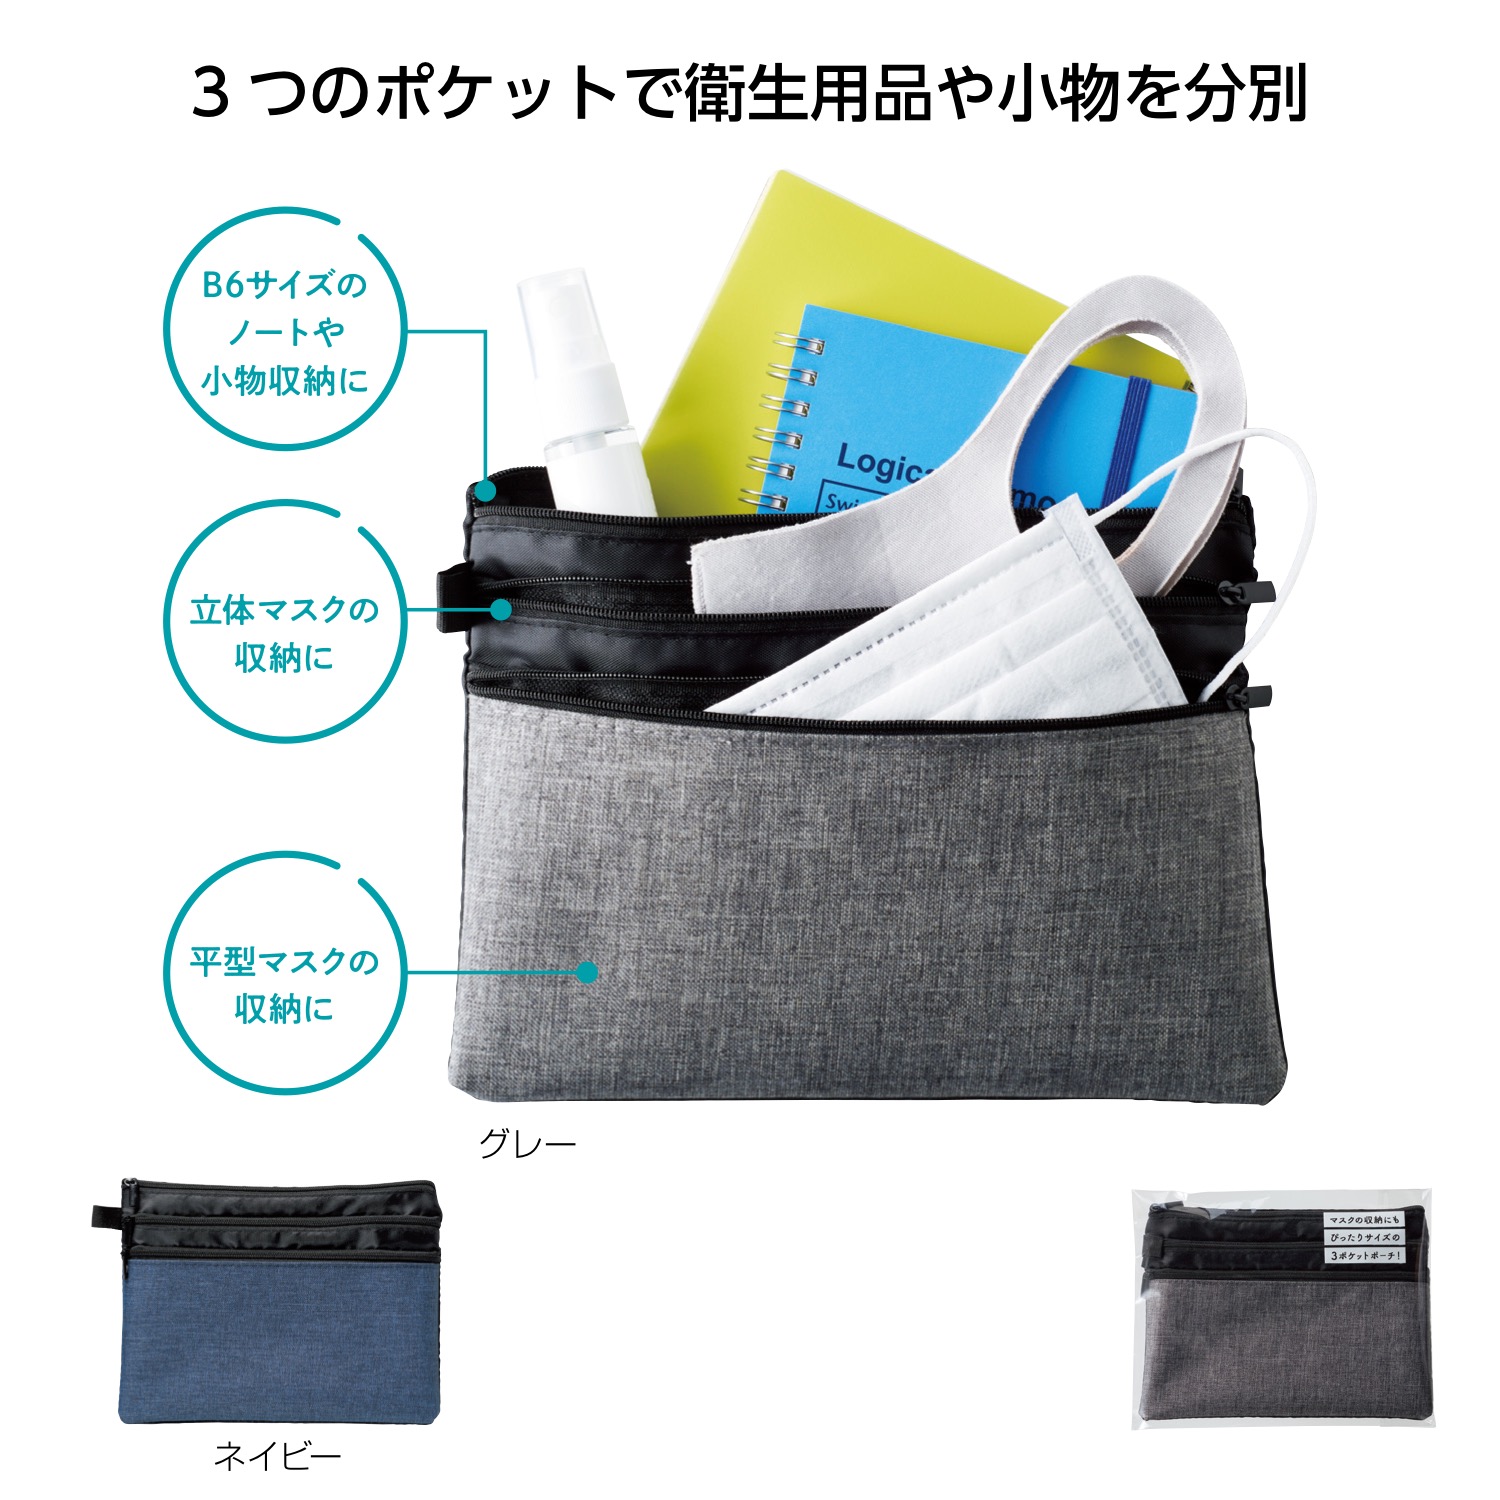 3つのポケットで衛生用品や小物を分別
B6サイズの
ノートや
小物収納に
立体マスクの
収納に
平型マスクの
収納に
Logic
mo
Swi
グレー
ネイビー
マスクの収納にも
ぴったりサイズの
3ポケットポーチ!